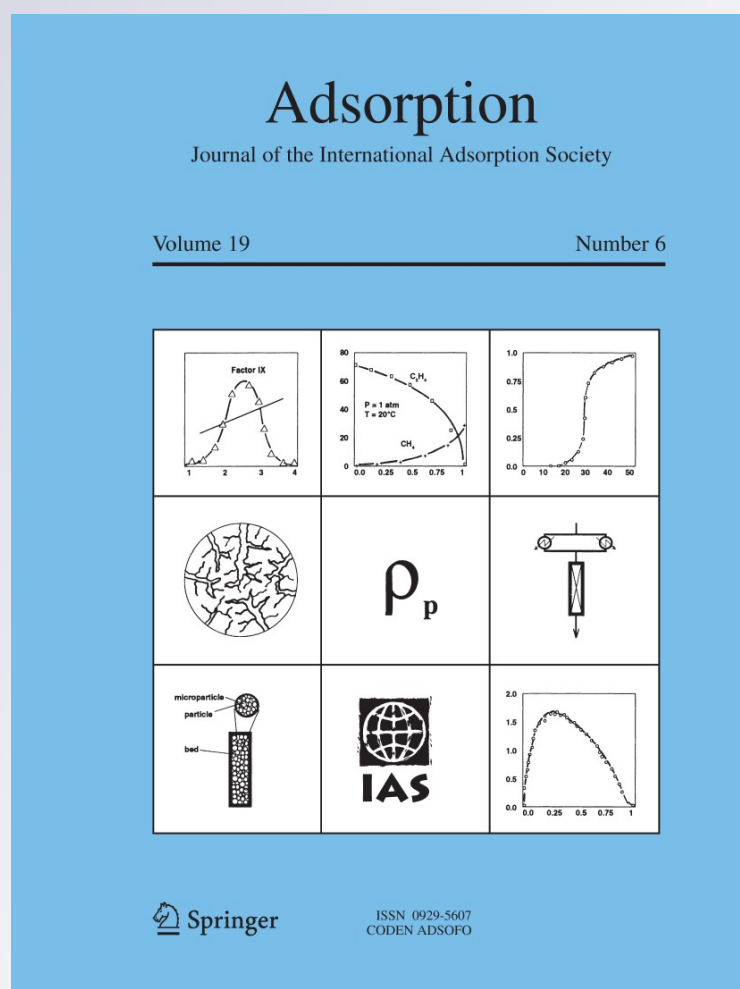 Adsorption
Journal of the International Adsorption Society
Volume 19 Number 6
Factor IX
1 2 3 4
80
60
40
20
0
C₂H₄
P = 1 atm
T = 20°C
CH₄
0.0 0.25 0.5 0.75 1
1.0
0.75
0.5
0.25
0.0
0 10 20 30 40 50
ρp
microparticle
particle
bed
IAS
2.0
1.5
1.0
0.5
0.0
0.0 0.25 0.5 0.75 1
Springer
ISSN 0929-5607
CODEN ADSOFO